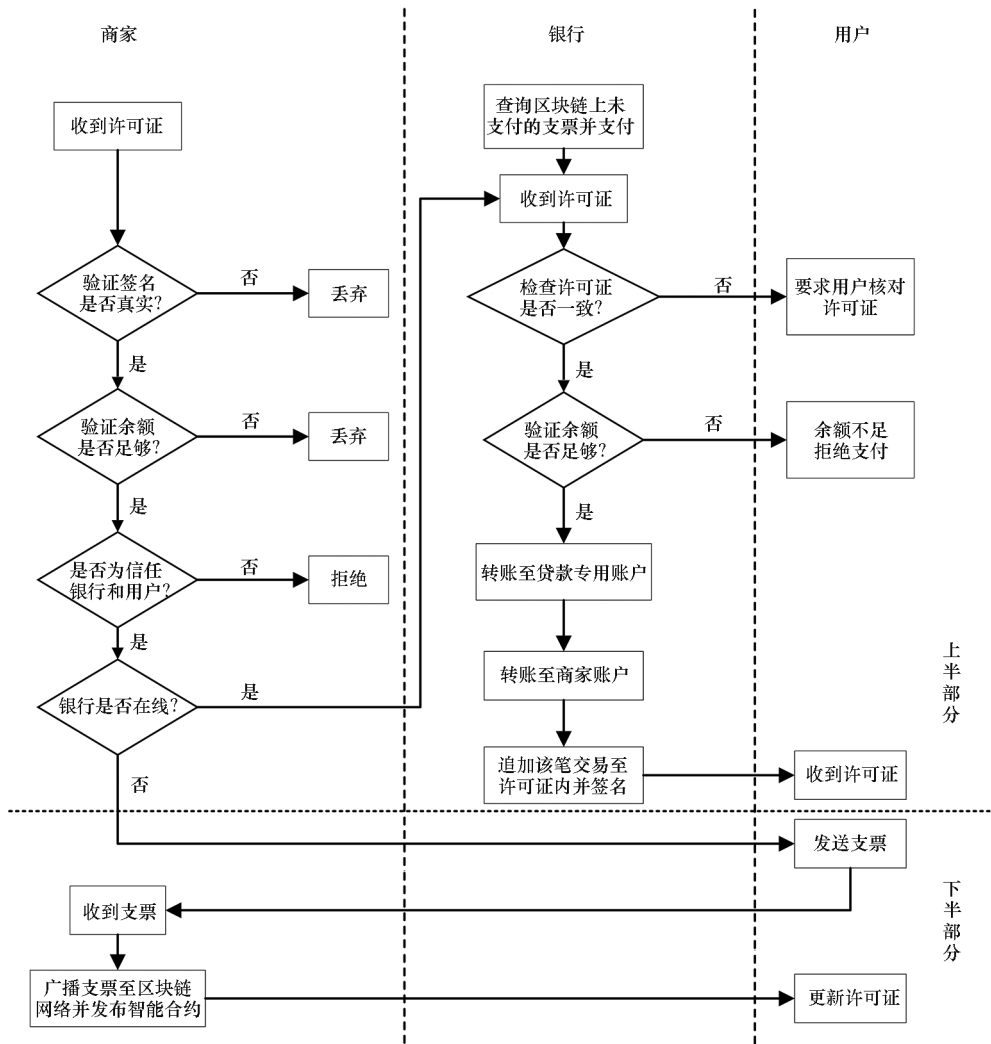 商家
银行
用户
收到许可证
验证签名
是否真实?
否
丢弃
是
验证余额
是否足够?
否
丢弃
是
是否为信任
银行和用户?
否
拒绝
是
银行是否在线?
是
否
查询区块链上未
支付的支票并支付
收到许可证
检查许可证
是否一致?
否
要求用户核对
许可证
是
验证余额
是否足够?
否
余额不足
拒绝支付
是
转账至贷款专用账户
转账至商家账户
追加该笔交易至
许可证内并签名
收到许可证
上半部分
发送支票
收到支票
广播支票至区块链
网络并发布智能合约
更新许可证
下半部分